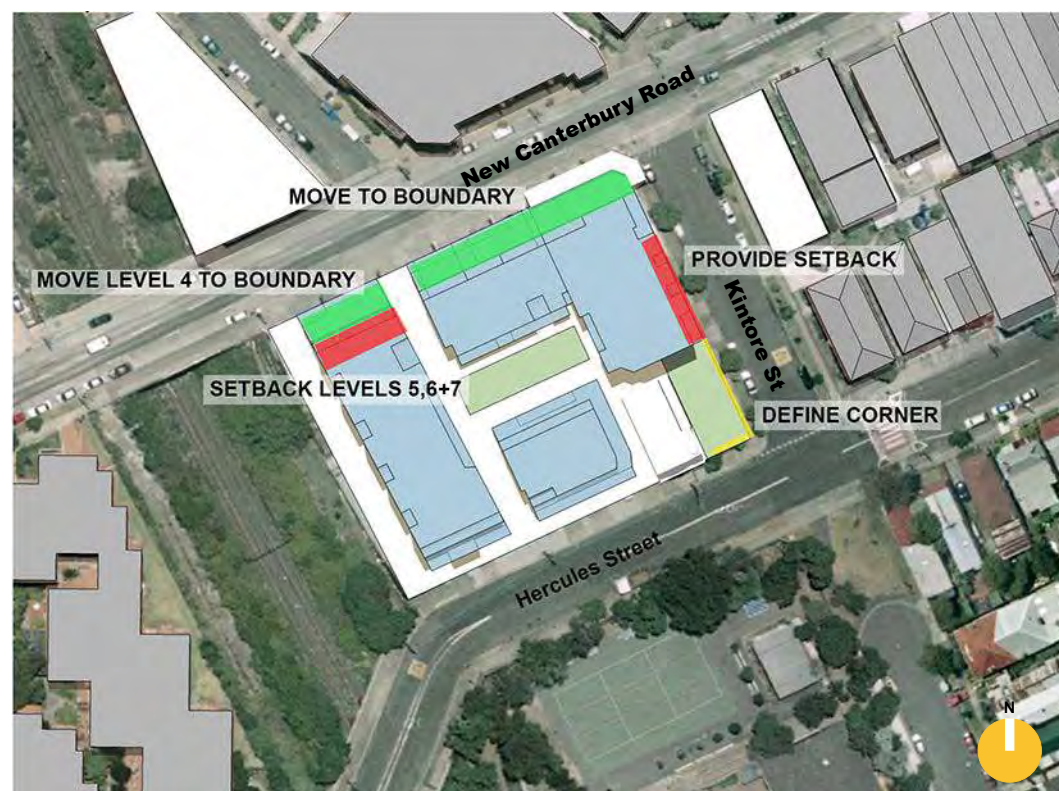 New Canterbury Road
MOVE TO BOUNDARY
PROVIDE SETBACK
MOVE LEVEL 4 TO BOUNDARY
Kintore St
SETBACK LEVELS 5,6+7
DEFINE CORNER
Hercules Street
N